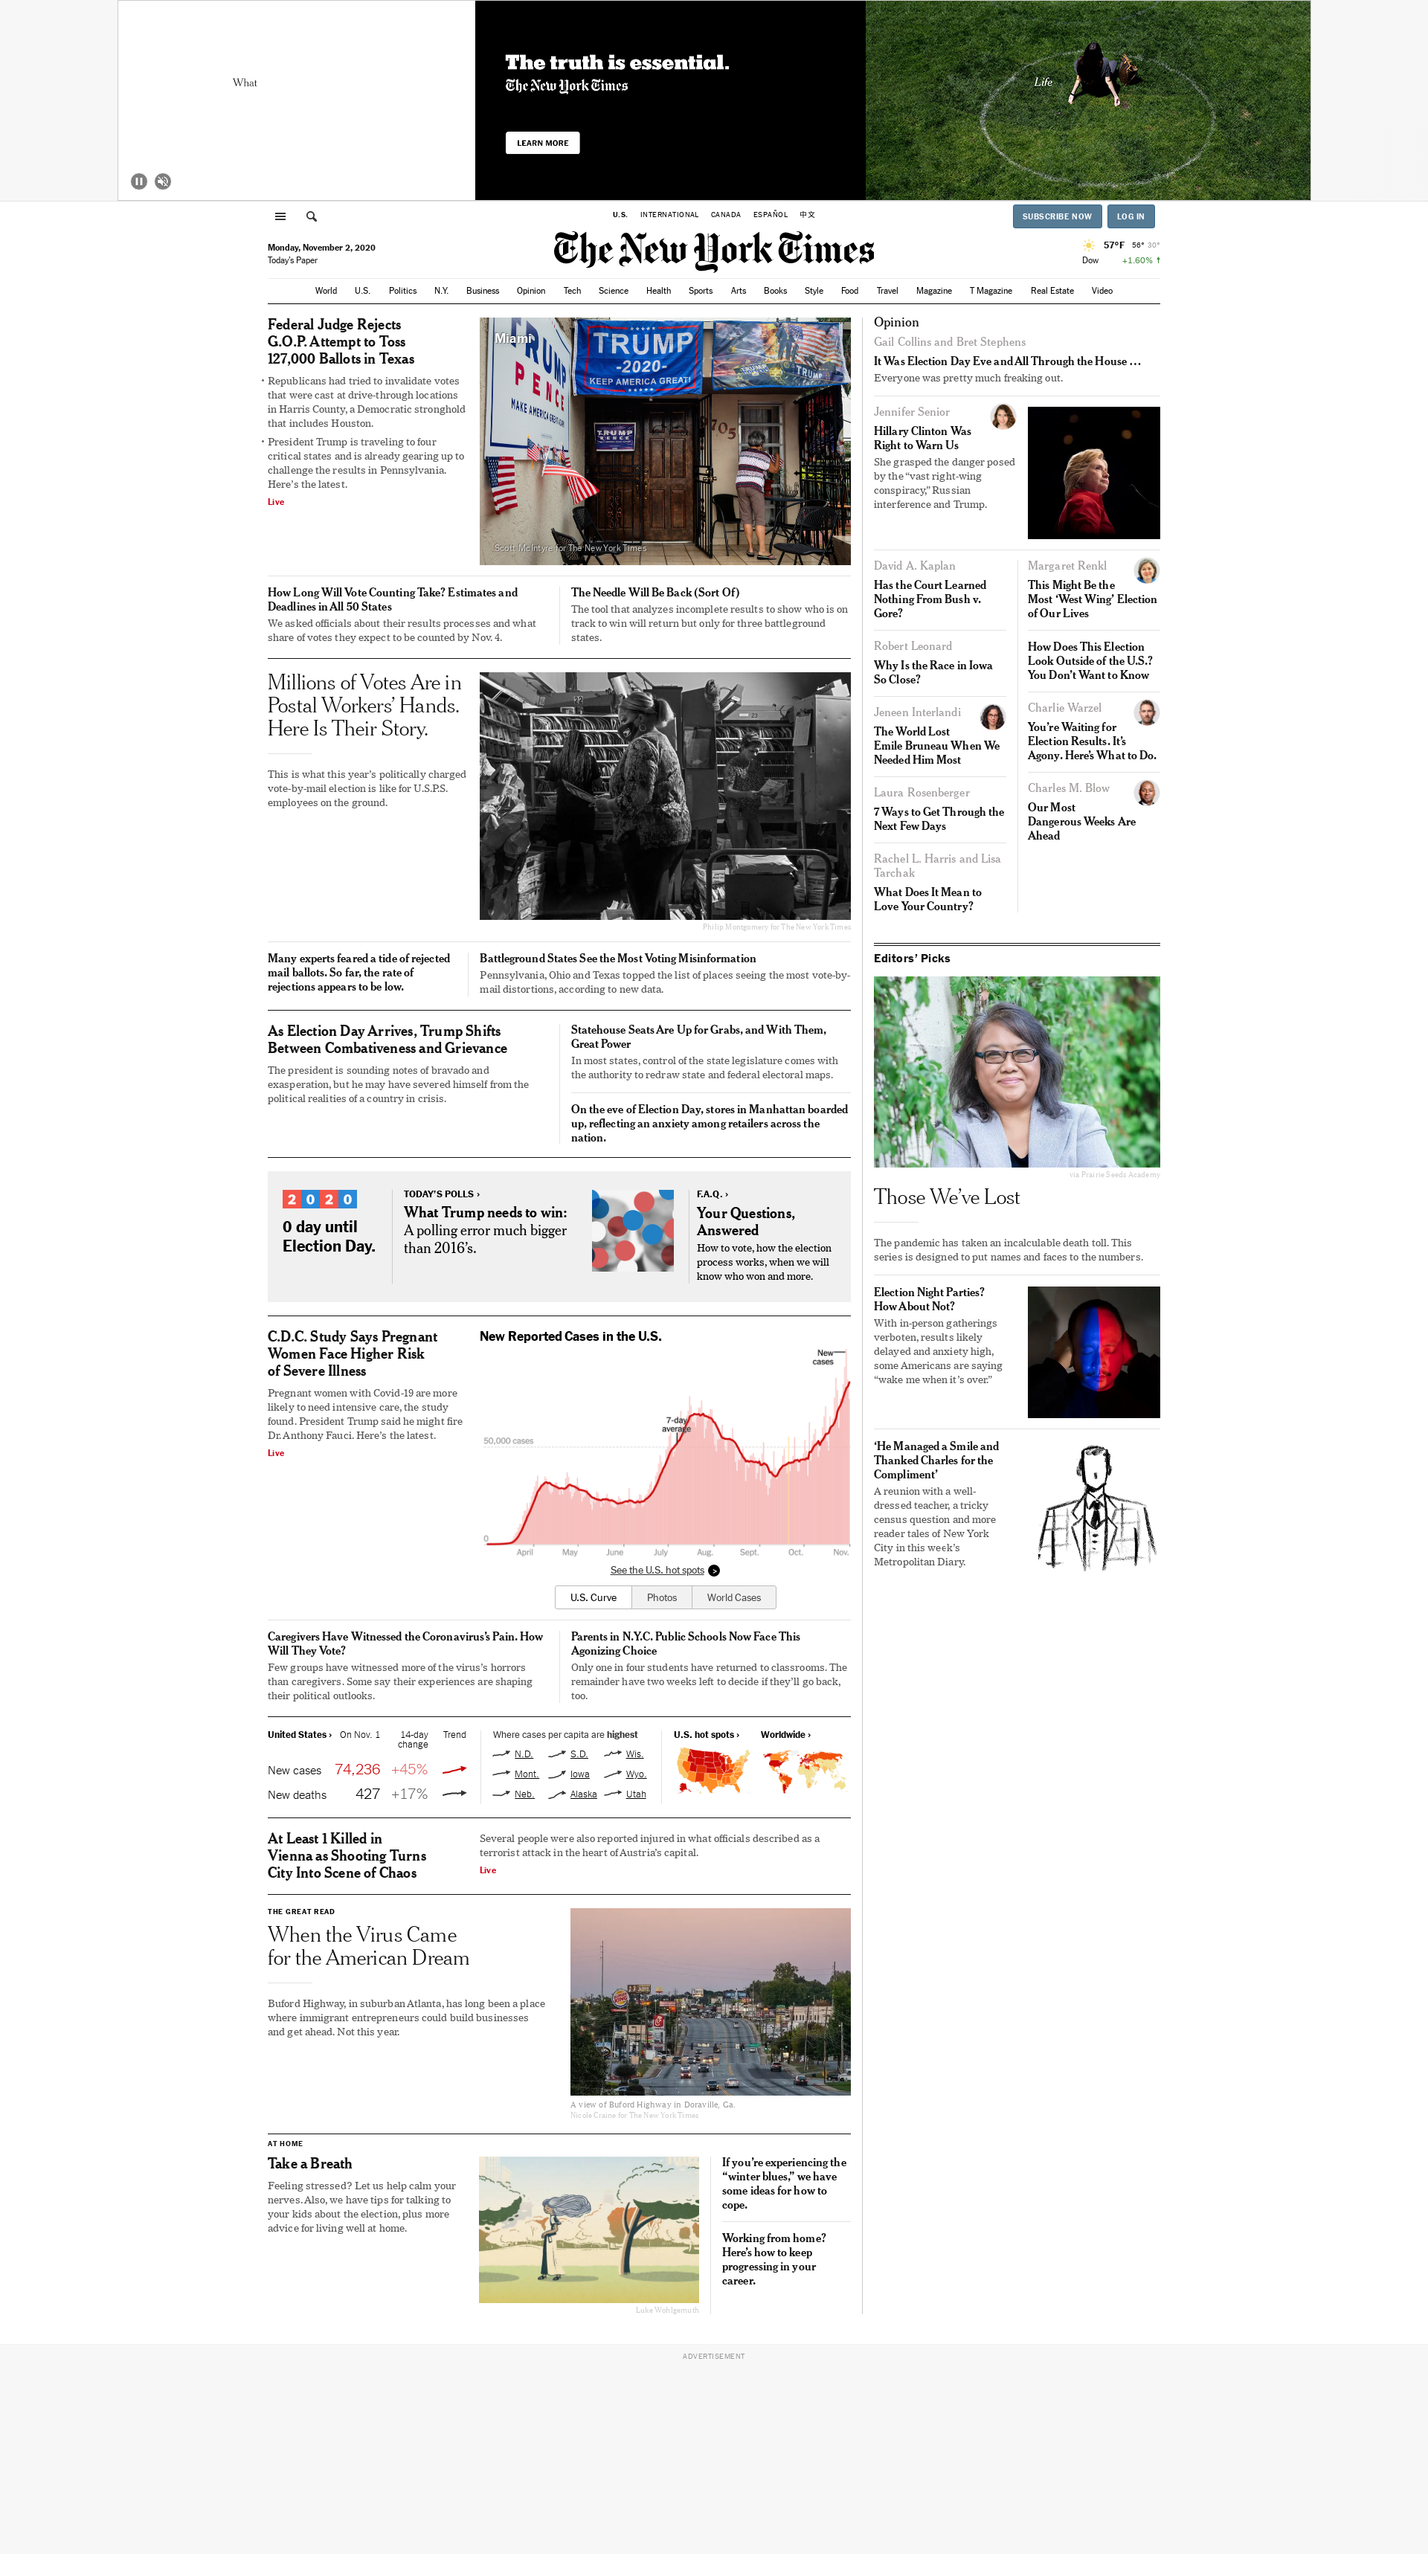 What
The truth is essential.
The New York Times
LEARN MORE
Life
U.S. INTERNATIONAL CANADA ESPAÑOL 中文
SUBSCRIBE NOW LOG IN
Monday, November 2, 2020
Today's Paper
The New York Times
57°F 56° 30°
Dow +1.60% ↑
World U.S. Politics N.Y. Business Opinion Tech Science Health Sports Arts Books Style Food Travel Magazine T Magazine Real Estate Video
Federal Judge Rejects
G.O.P. Attempt to Toss
127,000 Ballots in Texas
• Republicans had tried to invalidate votes
that were cast at drive-through locations
in Harris County, a Democratic stronghold
that includes Houston.
• President Trump is traveling to four
critical states and is already gearing up to
challenge the results in Pennsylvania.
Here's the latest.
Live
Miami
TRUMP
PENCE
MAKE AMERICA GREAT
TRUMP
-2020-
KEEP AMERICA GREAT!
TRUMP
TRUMP
PENCE
705
Scott McIntyre for The New York Times
How Long Will Vote Counting Take? Estimates and
Deadlines in All 50 States
We asked officials about their results processes and what
share of votes they expect to be counted by Nov. 4.
The Needle Will Be Back (Sort Of)
The tool that analyzes incomplete results to show who is on
track to win will return but only for three battleground
states.
Millions of Votes Are in
Postal Workers' Hands.
Here Is Their Story.
This is what this year's politically charged
vote-by-mail election is like for U.S.P.S.
employees on the ground.
Philip Montgomery for The New York Times
Many experts feared a tide of rejected
mail ballots. So far, the rate of
rejections appears to be low.
Battleground States See the Most Voting Misinformation
Pennsylvania, Ohio and Texas topped the list of places seeing the most vote-by-
mail distortions, according to new data.
As Election Day Arrives, Trump Shifts
Between Combativeness and Grievance
The president is sounding notes of bravado and
exasperation, but he may have severed himself from the
political realities of a country in crisis.
Statehouse Seats Are Up for Grabs, and With Them,
Great Power
In most states, control of the state legislature comes with
the authority to redraw state and federal electoral maps.
On the eve of Election Day, stores in Manhattan boarded
up, reflecting an anxiety among retailers across the
nation.
2020
0 day until
Election Day.
TODAY'S POLLS ›
What Trump needs to win:
A polling error much bigger
than 2016's.
F.A.Q. ›
Your Questions,
Answered
How to vote, how the election
process works, when we will
know who won and more.
C.D.C. Study Says Pregnant
Women Face Higher Risk
of Severe Illness
Pregnant women with Covid-19 are more
likely to need intensive care, the study
found. President Trump said he might fire
Dr. Anthony Fauci. Here's the latest.
Live
New Reported Cases in the U.S.
New
cases
7-day
average
50,000 cases
0
April May June July Aug. Sept. Oct. Nov.
See the U.S. hot spots >
U.S. Curve Photos World Cases
Caregivers Have Witnessed the Coronavirus's Pain. How
Will They Vote?
Few groups have witnessed more of the virus's horrors
than caregivers. Some say their experiences are shaping
their political outlooks.
Parents in N.Y.C. Public Schools Now Face This
Agonizing Choice
Only one in four students have returned to classrooms. The
remainder have two weeks left to decide if they'll go back,
too.
United States › On Nov. 1 14-day change Trend
New cases 74,236 +45%
New deaths 427 +17%
Where cases per capita are highest
N.D. S.D. Wis.
Mont. Iowa Wyo.
Neb. Alaska Utah
U.S. hot spots › Worldwide ›
At Least 1 Killed in
Vienna as Shooting Turns
City Into Scene of Chaos
Several people were also reported injured in what officials described as a
terrorist attack in the heart of Austria's capital.
Live
THE GREAT READ
When the Virus Came
for the American Dream
Buford Highway, in suburban Atlanta, has long been a place
where immigrant entrepreneurs could build businesses
and get ahead. Not this year.
A view of Buford Highway in Doraville, Ga.
Nicole Craine for The New York Times
AT HOME
Take a Breath
Feeling stressed? Let us help calm your
nerves. Also, we have tips for talking to
your kids about the election, plus more
advice for living well at home.
Luke Wohlgemuth
If you're experiencing the
“winter blues,” we have
some ideas for how to
cope.
Working from home?
Here's how to keep
progressing in your
career.
Opinion
Gail Collins and Bret Stephens
It Was Election Day Eve and All Through the House …
Everyone was pretty much freaking out.
Jennifer Senior
Hillary Clinton Was
Right to Warn Us
She grasped the danger posed
by the “vast right-wing
conspiracy,” Russian
interference and Trump.
David A. Kaplan
Has the Court Learned
Nothing From Bush v.
Gore?
Robert Leonard
Why Is the Race in Iowa
So Close?
Jeneen Interlandi
The World Lost
Emile Bruneau When We
Needed Him Most
Laura Rosenberger
7 Ways to Get Through the
Next Few Days
Rachel L. Harris and Lisa
Tarchak
What Does It Mean to
Love Your Country?
Margaret Renkl
This Might Be the
Most ‘West Wing’ Election
of Our Lives
How Does This Election
Look Outside of the U.S.?
You Don't Want to Know
Charlie Warzel
You're Waiting for
Election Results. It's
Agony. Here's What to Do.
Charles M. Blow
Our Most
Dangerous Weeks Are
Ahead
Editors' Picks
via Prairie Seeds Academy
Those We've Lost
The pandemic has taken an incalculable death toll. This
series is designed to put names and faces to the numbers.
Election Night Parties?
How About Not?
With in-person gatherings
verboten, results likely
delayed and anxiety high,
some Americans are saying
“wake me when it's over.”
‘He Managed a Smile and
Thanked Charles for the
Compliment’
A reunion with a well-
dressed teacher, a tricky
census question and more
reader tales of New York
City in this week's
Metropolitan Diary.
ADVERTISEMENT